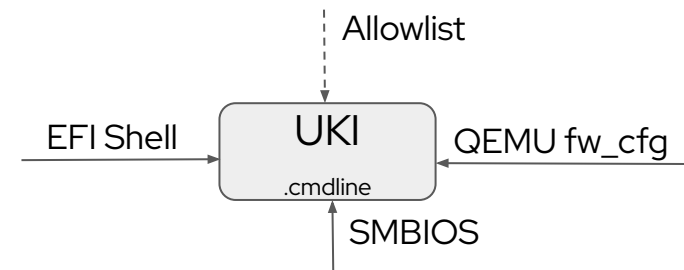 Allowlist
EFI Shell
UKI
QEMU fw_cfg
.cmdline
SMBIOS